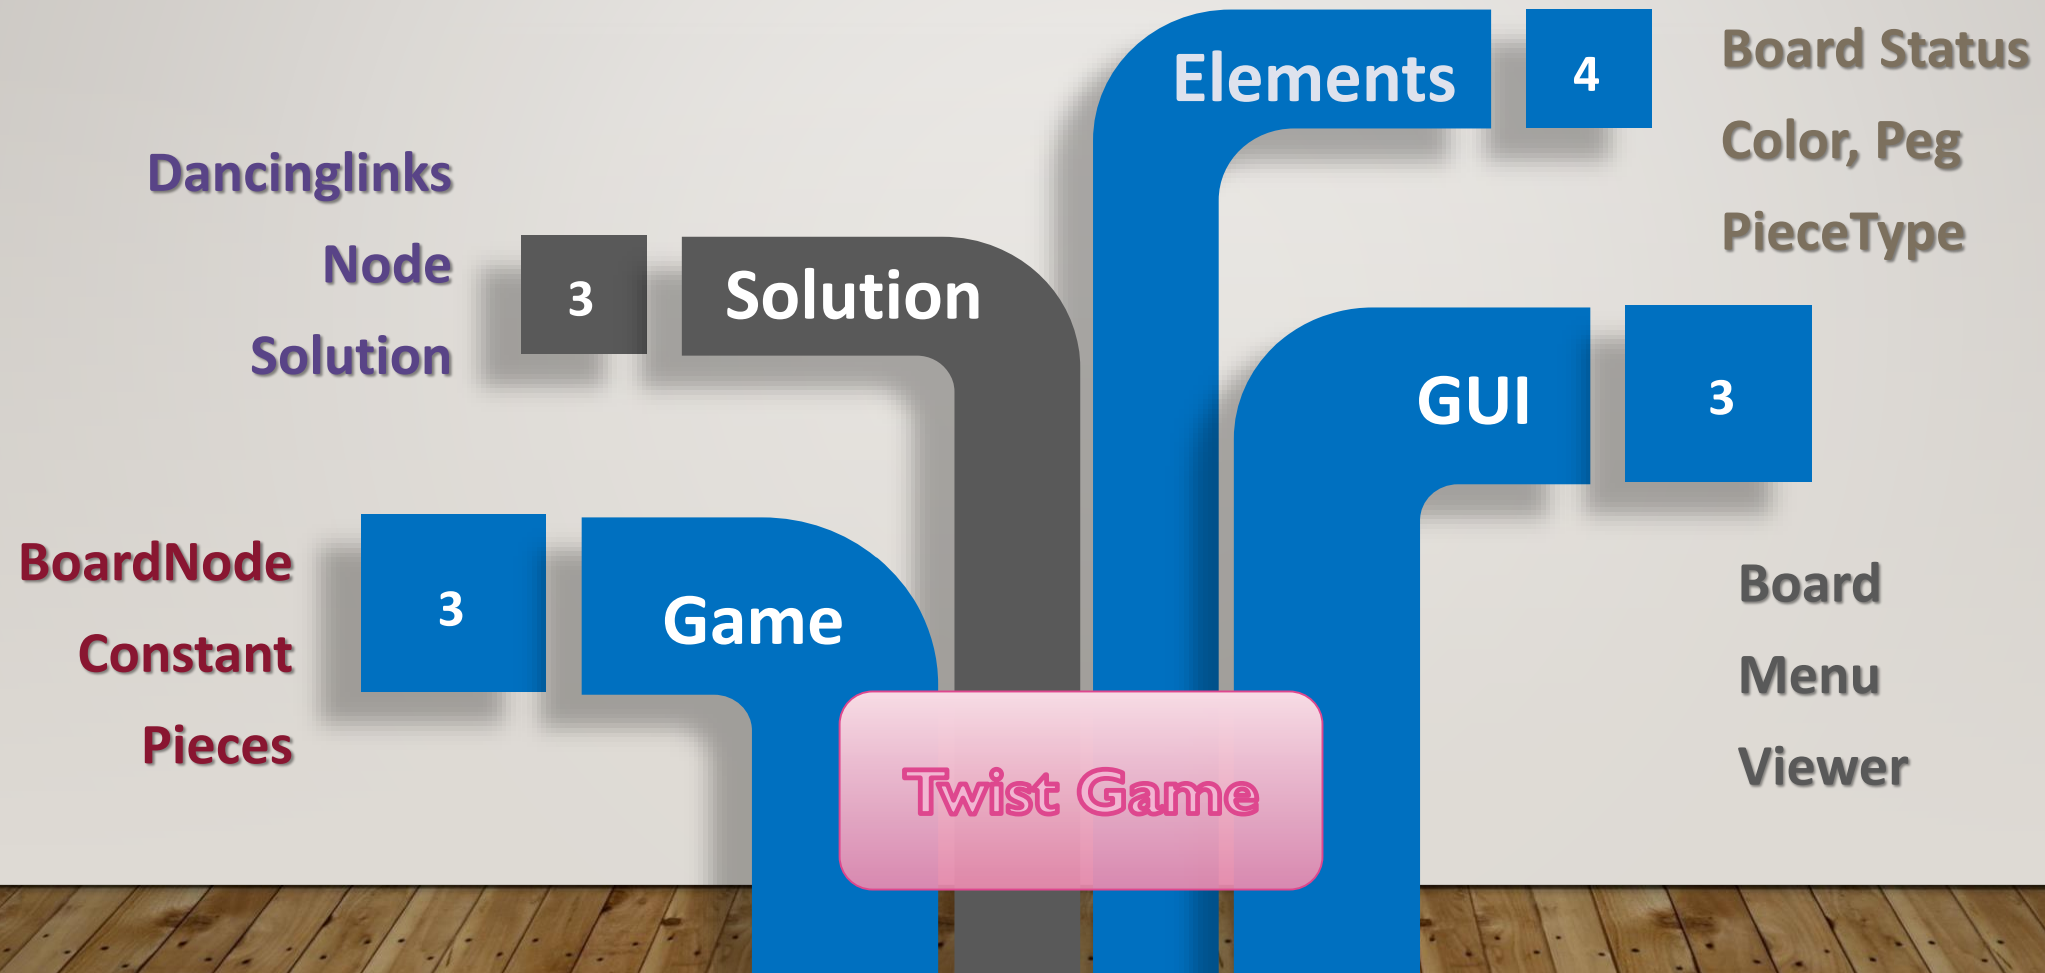 Elements
4
Board Status
Color, Peg
PieceType
Dancinglinks
Node
Solution
3
Solution
GUI
3
Board
Menu
Viewer
BoardNode
Constant
Pieces
3
Game
Twist Game